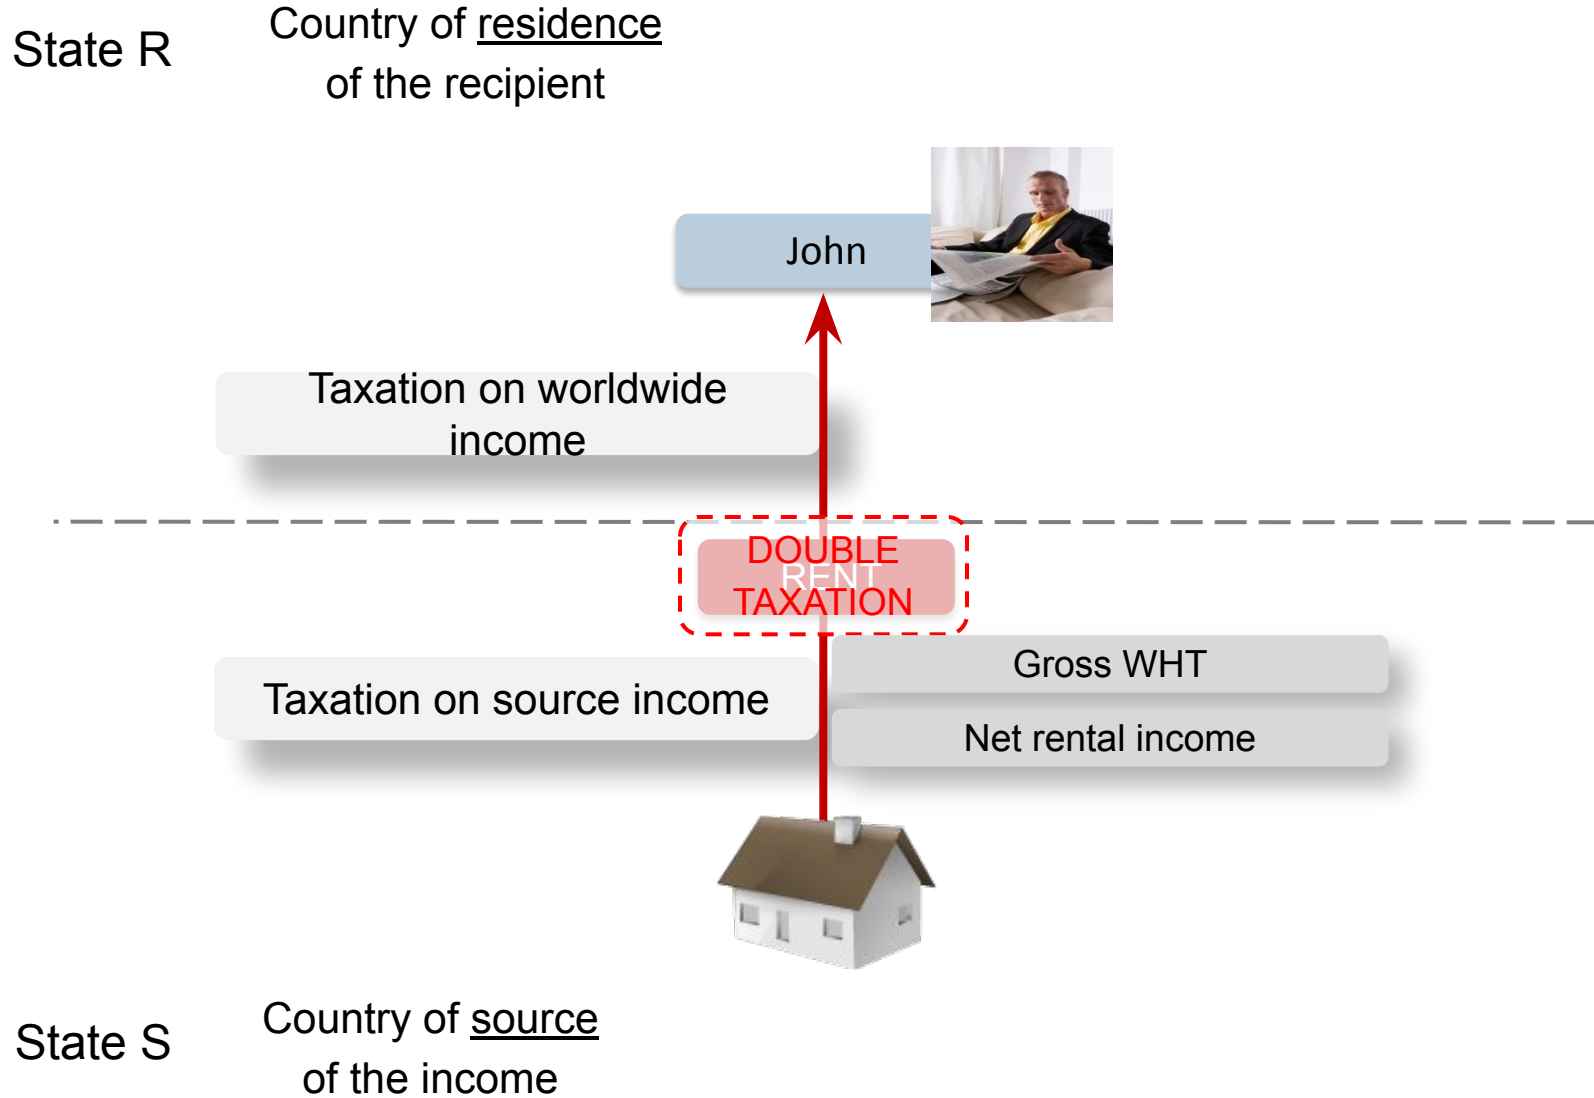 State R
Country of residence
of the recipient
John
Taxation on worldwide
income
DOUBLE
RENT
TAXATION
Gross WHT
Taxation on source income
Net rental income
State S
Country of source
of the income